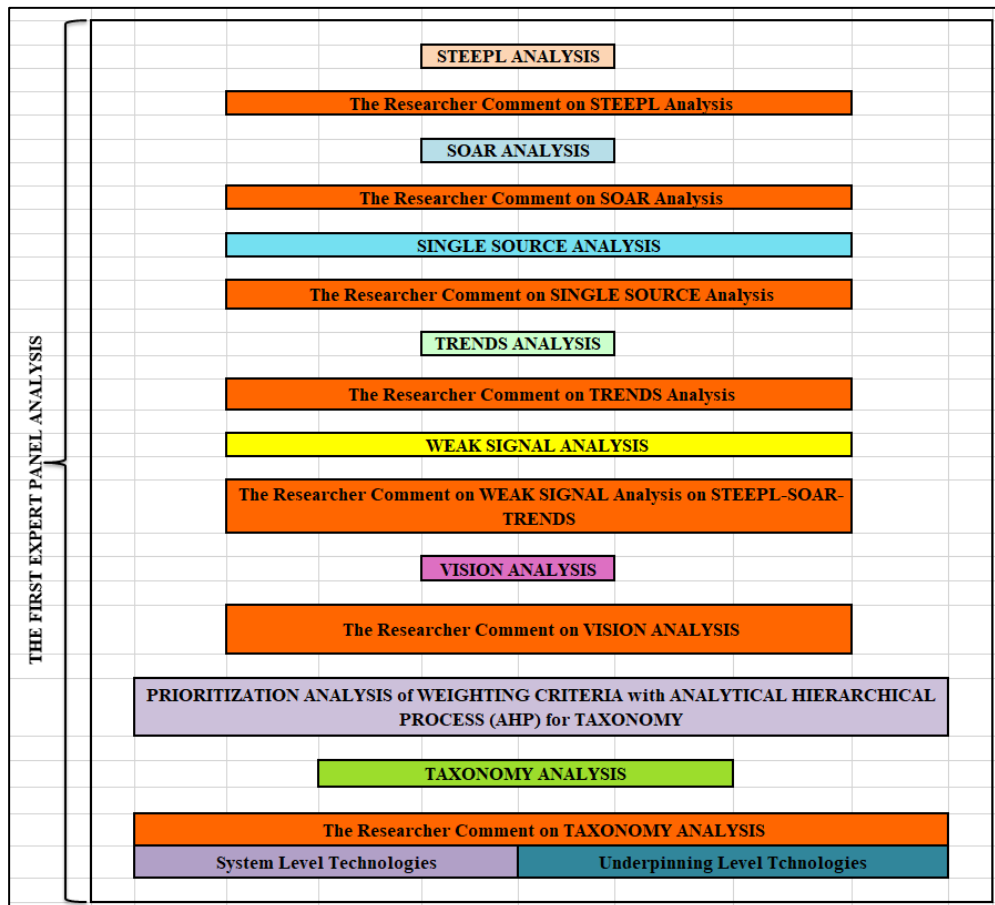 THE FIRST EXPERT PANEL ANALYSIS
STEEPL ANALYSIS
The Researcher Comment on STEEPL Analysis
SOAR ANALYSIS
The Researcher Comment on SOAR Analysis
SINGLE SOURCE ANALYSIS
The Researcher Comment on SINGLE SOURCE Analysis
TRENDS ANALYSIS
The Researcher Comment on TRENDS Analysis
WEAK SIGNAL ANALYSIS
The Researcher Comment on WEAK SIGNAL Analysis on STEEPL-SOAR-
TRENDS
VISION ANALYSIS
The Researcher Comment on VISION ANALYSIS
PRIORITIZATION ANALYSIS of WEIGHTING CRITERIA with ANALYTICAL HIERARCHICAL
PROCESS (AHP) for TAXONOMY
TAXONOMY ANALYSIS
The Researcher Comment on TAXONOMY ANALYSIS
System Level Technologies
Underpinning Level Tchnologies